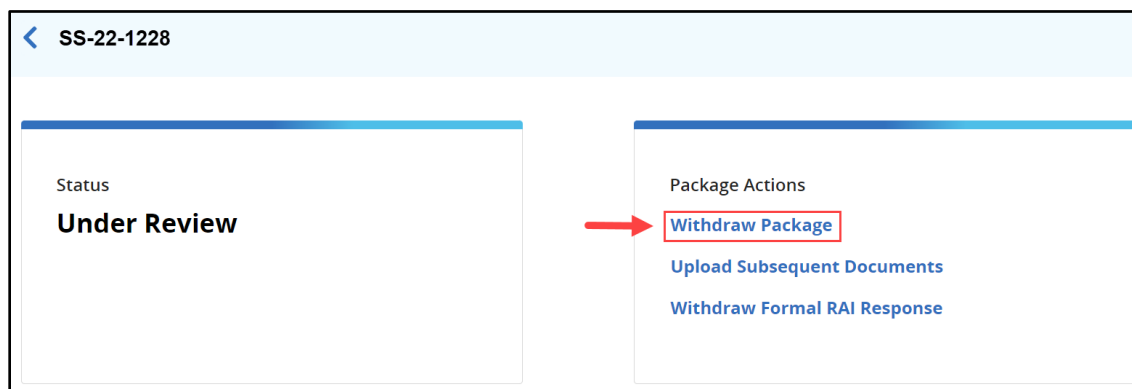 SS-22-1228
Status
Under Review
Package Actions
Withdraw Package
Upload Subsequent Documents
Withdraw Formal RAI Response